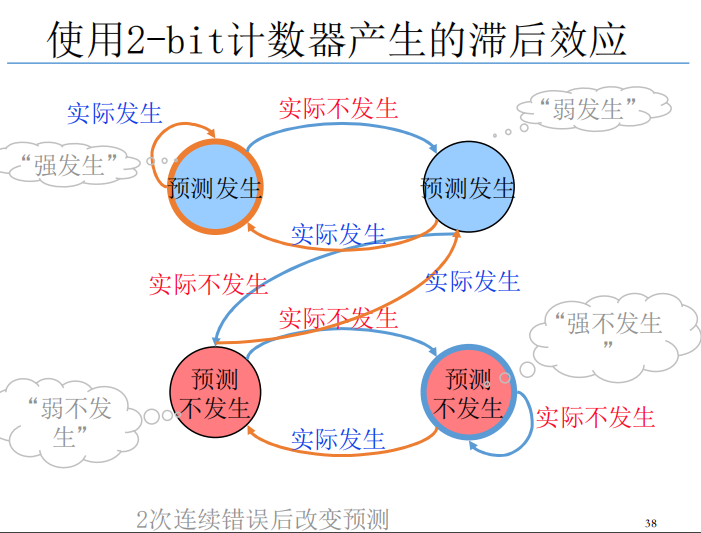 使用2-bit计数器产生的滞后效应
实际发生
实际不发生
“弱发生”
“强发生”
预测发生
预测发生
实际发生
实际不发生
实际发生
实际不发生
“强不发生
”
预测
不发生
预测
不发生
“弱不发
生”
实际不发生
实际发生
2次连续错误后改变预测
38